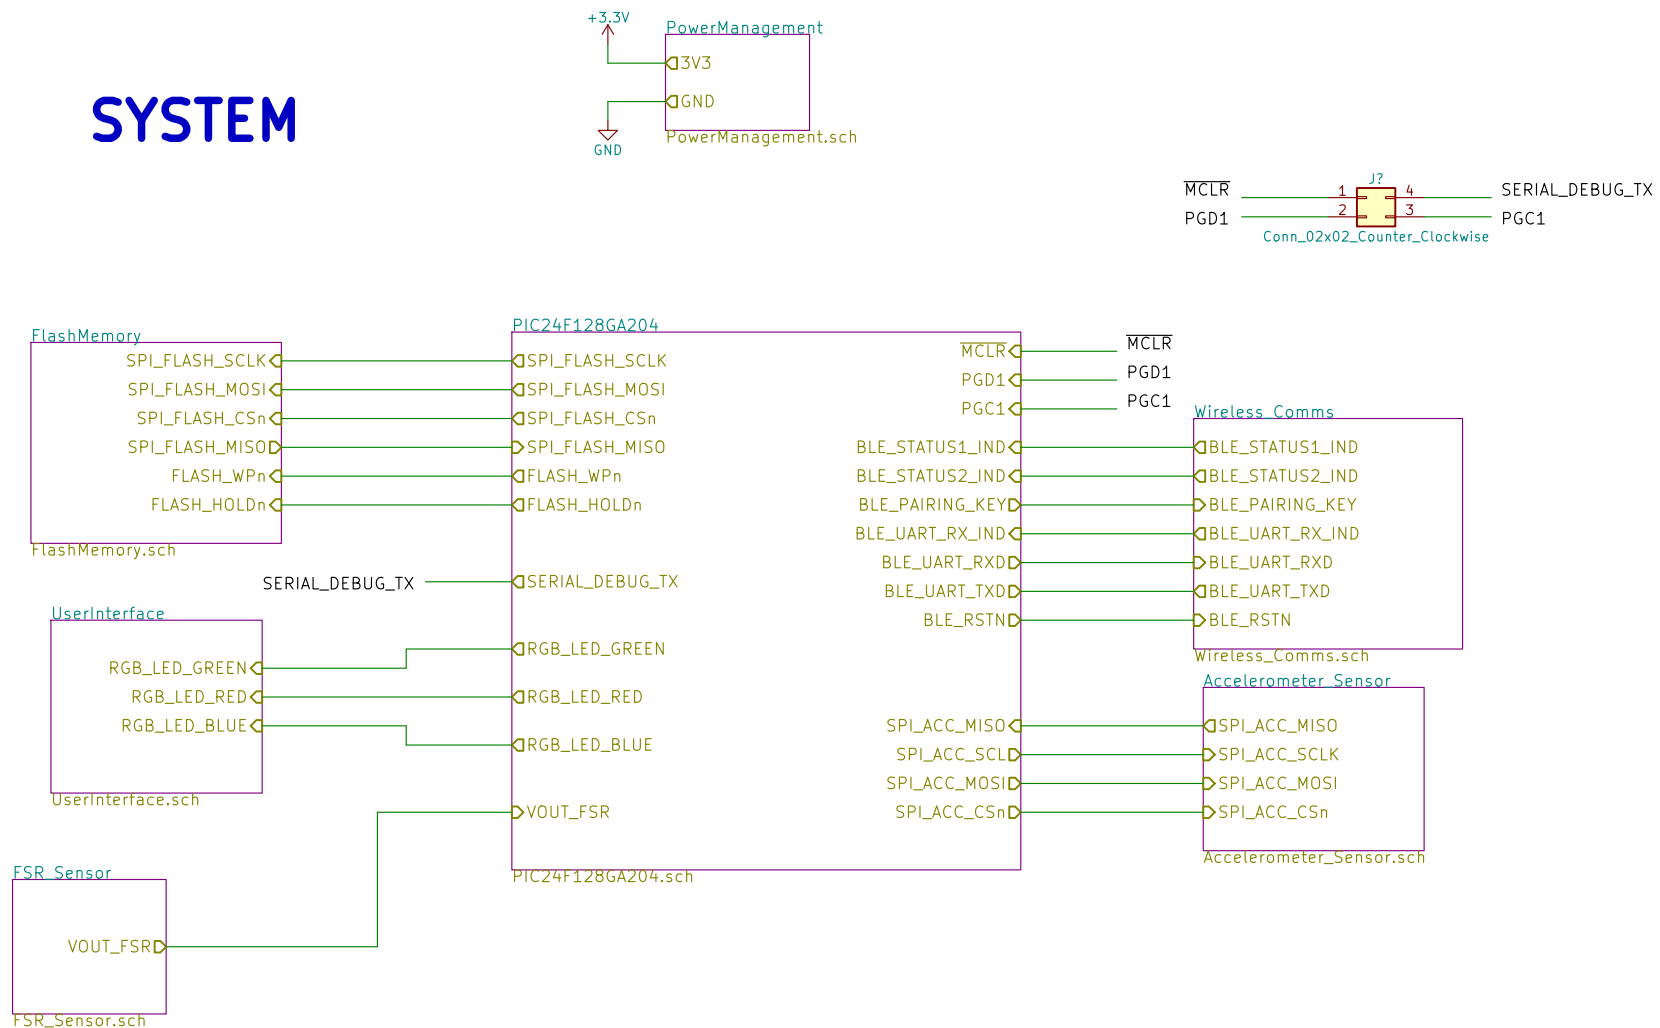 +3.3V
PowerManagement
3V3
GND
PowerManagement.sch
GND
SYSTEM
J?
MCLR
1
4
SERIAL_DEBUG_TX
PGD1
2
3
PGC1
Conn_02x02_Counter_Clockwise
FlashMemory
SPI_FLASH_SCLK
SPI_FLASH_MOSI
SPI_FLASH_CSn
SPI_FLASH_MISO
FLASH_WPn
FLASH_HOLDn
FlashMemory.sch
PIC24F128GA204
SPI_FLASH_SCLK
SPI_FLASH_MOSI
SPI_FLASH_CSn
SPI_FLASH_MISO
FLASH_WPn
FLASH_HOLDn
SERIAL_DEBUG_TX
SERIAL_DEBUG_TX
RGB_LED_GREEN
RGB_LED_RED
RGB_LED_BLUE
VOUT_FSR
MCLR
PGD1
PGC1
BLE_STATUS1_IND
BLE_STATUS2_IND
BLE_PAIRING_KEY
BLE_UART_RX_IND
BLE_UART_RXD
BLE_UART_TXD
BLE_RSTN
SPI_ACC_MISO
SPI_ACC_SCL
SPI_ACC_MOSI
SPI_ACC_CSn
PIC24F128GA204.sch
MCLR
PGD1
PGC1
Wireless_Comms
BLE_STATUS1_IND
BLE_STATUS2_IND
BLE_PAIRING_KEY
BLE_UART_RX_IND
BLE_UART_RXD
BLE_UART_TXD
BLE_RSTN
Wireless_Comms.sch
Accelerometer_Sensor
SPI_ACC_MISO
SPI_ACC_SCLK
SPI_ACC_MOSI
SPI_ACC_CSn
Accelerometer_Sensor.sch
UserInterface
RGB_LED_GREEN
RGB_LED_RED
RGB_LED_BLUE
UserInterface.sch
FSR_Sensor
VOUT_FSR
FSR_Sensor.sch